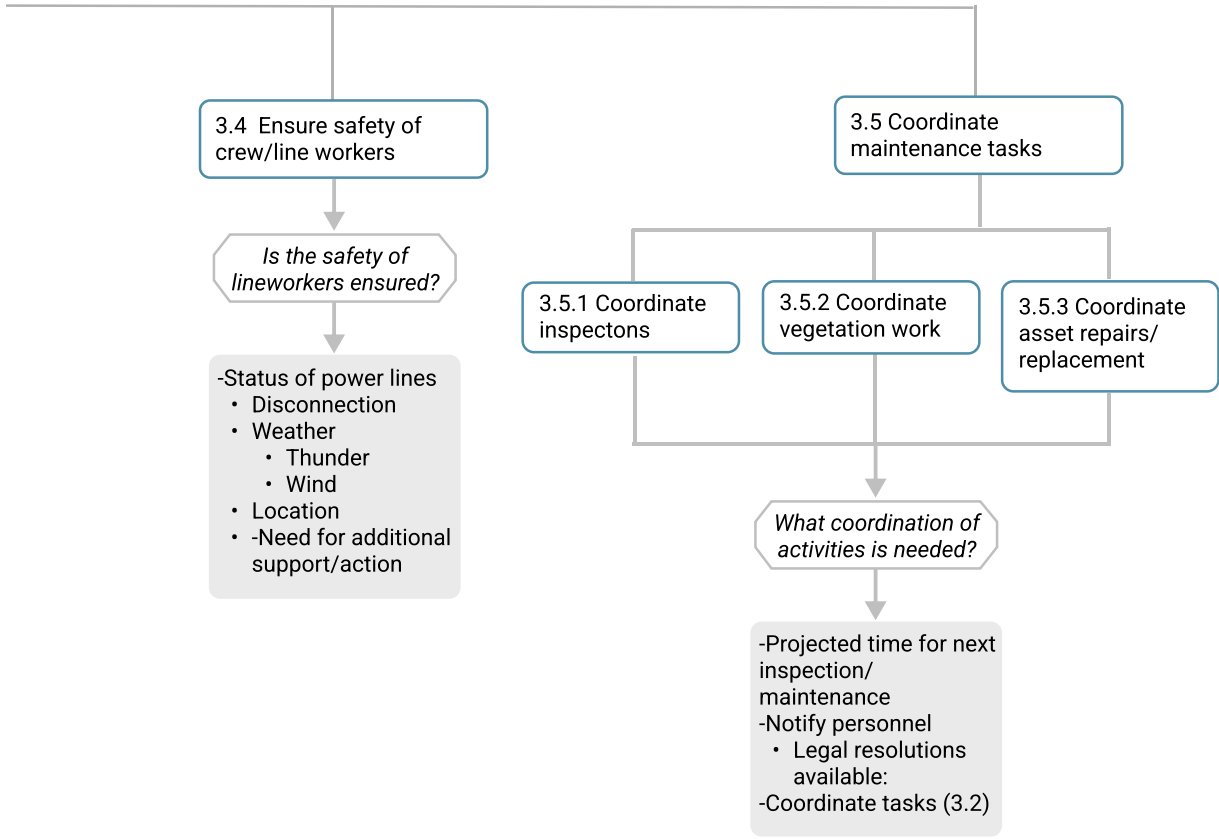 3.4  Ensure safety of
crew/line workers
Is the safety of
lineworkers ensured?
-Status of power lines
• Disconnection
• Weather
• Thunder
• Wind
• Location
• -Need for additional
support/action
3.5 Coordinate
maintenance tasks
3.5.1 Coordinate
inspectons
3.5.2 Coordinate
vegetation work
3.5.3 Coordinate
asset repairs/
replacement
What coordination of
activities is needed?
-Projected time for next
inspection/
maintenance
-Notify personnel
• Legal resolutions
available:
-Coordinate tasks (3.2)